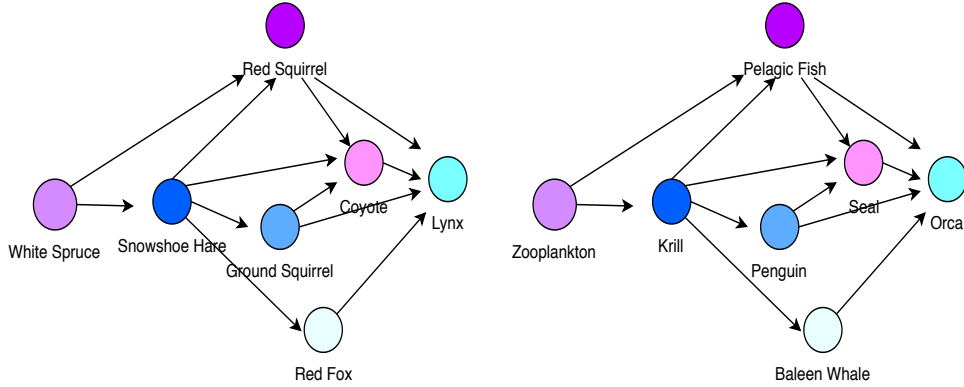 Red Squirrel
Coyote
Lynx
White Spruce
Snowshoe Hare
Ground Squirrel
Red Fox
Pelagic Fish
Seal
Orca
Zooplankton
Krill
Penguin
Baleen Whale